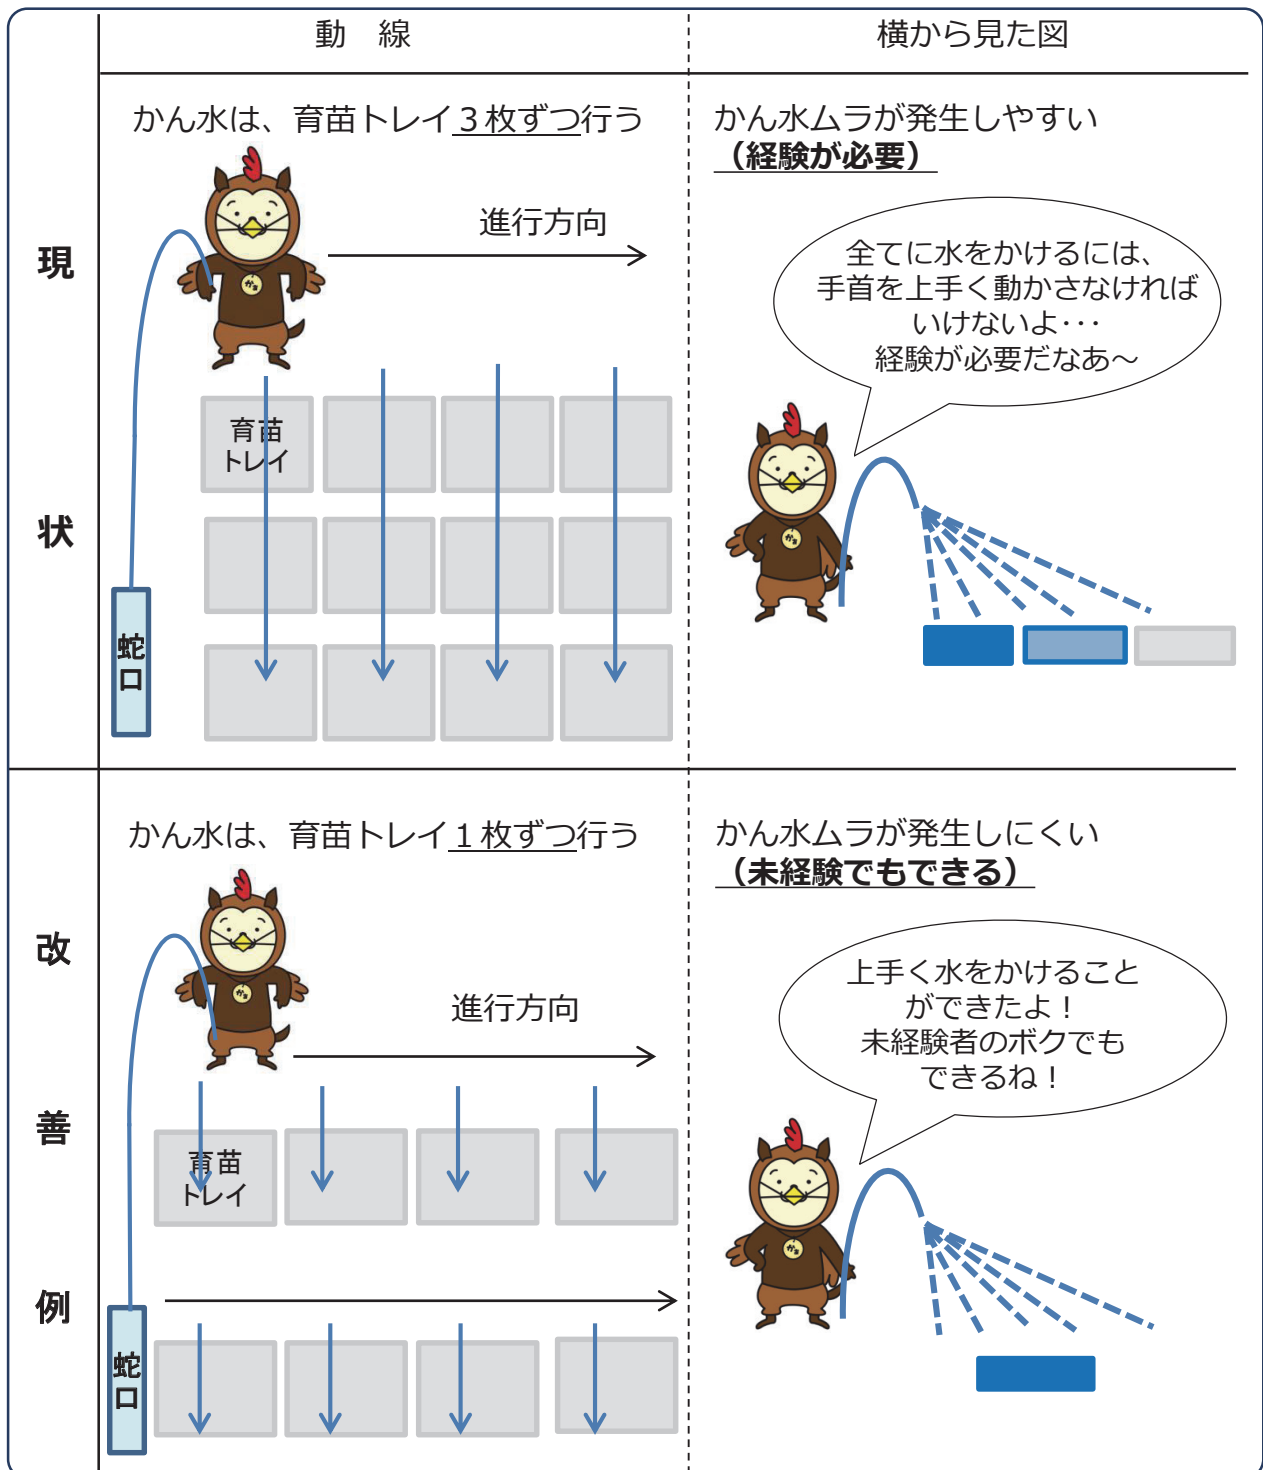 動　線
横から見た図
現
状
かん水は、育苗トレイ３枚ずつ行う
進行方向
育苗
トレイ
蛇
口
かん水ムラが発生しやすい
（経験が必要）
全てに水をかけるには、
手首を上手く動かさなければ
いけないよ･･･
経験が必要だなあ～
改
善
例
かん水は、育苗トレイ１枚ずつ行う
進行方向
育苗
トレイ
蛇
口
かん水ムラが発生しにくい
（未経験でもできる）
上手く水をかけること
ができたよ！
未経験者のボクでも
できるね！